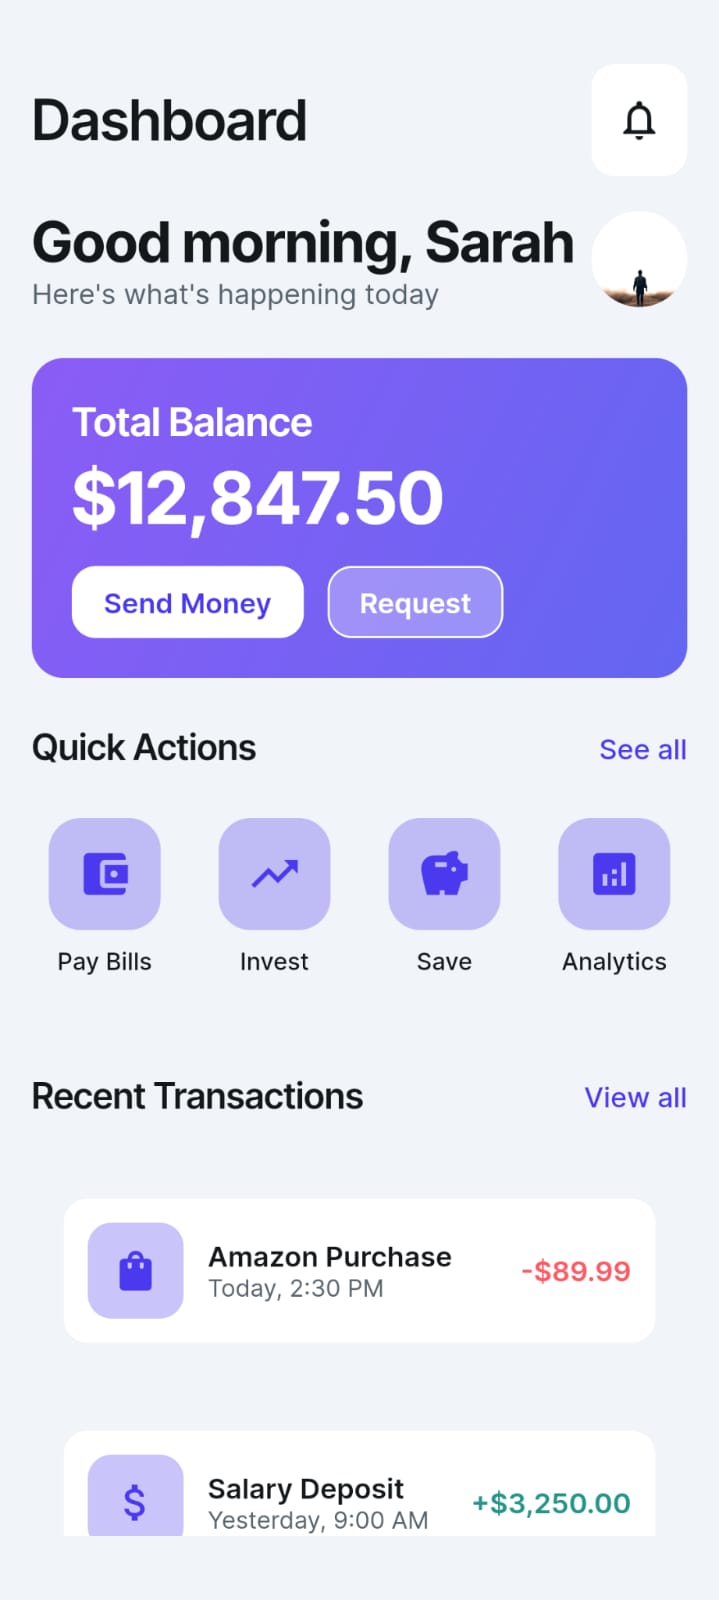 Dashboard
Good morning, Sarah
Here's what's happening today
Total Balance
$12,847.50
Send Money
Request
Quick Actions
See all
Pay Bills
Invest
Save
Analytics
Recent Transactions
View all
Amazon Purchase
Today, 2:30 PM
-$89.99
Salary Deposit
Yesterday, 9:00 AM
+$3,250.00